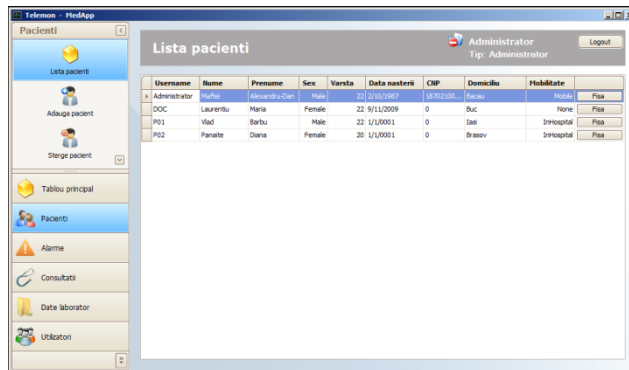 Telemon - MedApp
Pacienti
Lista pacienti
Adauga pacient
Sterge pacient
Tablou principal
Pacienti
Alarme
Consultatii
Date laborator
Utilizatori
Lista pacienti
Administrator
Tip: Administrator
Logout
Username Nume Prenume Sex Varsta Data nasterii CNP Domiciliu Mobilitate
Administrator Maftei Alexandru-Dan Male 22 2/10/1987 18702100... Bacau Mobile Fisa
DOC Laurentiu Maria Female 22 9/11/2009 0 Buc None Fisa
P01 Vlad Barbu Male 22 1/1/0001 0 Iasi InHospital Fisa
P02 Panaite Diana Female 20 1/1/0001 0 Brasov InHospital Fisa